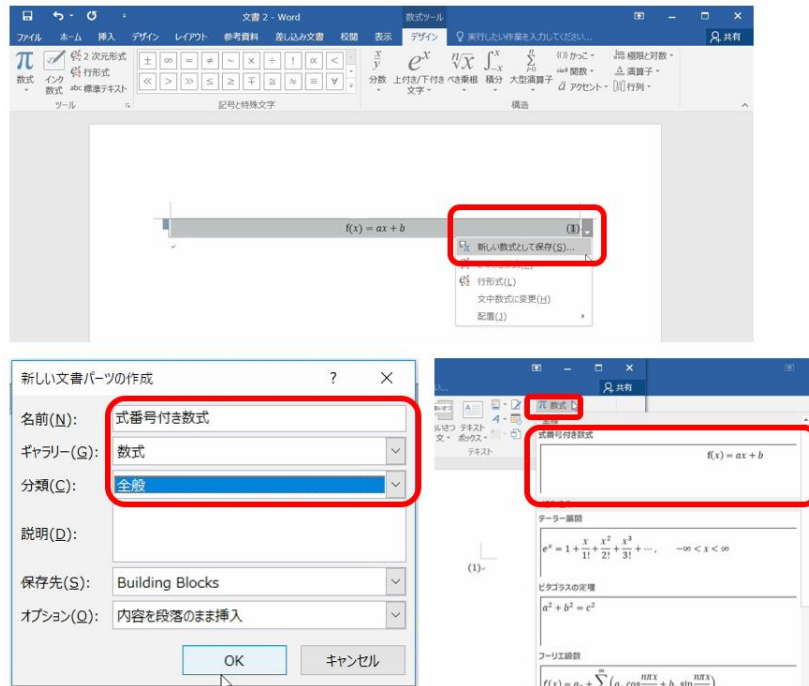 文書 2 - Word
数式ツール
ファイル ホーム 挿入 デザイン レイアウト 参考資料 差し込み文書 校閲 表示 デザイン 実行したい作業を入力してください... 共有
数式
インク数式
2 次元形式
行形式
abc 標準テキスト
ツール
± ∞ = ≠ ~ × ÷ ! ∝ <
≪ > ≫ ≤ ≥ ∓ ≅ ≈ ≡ ∀
記号と特殊文字
分数
上付き/下付き文字
べき乗根
積分
大型演算子
かっこ
関数
アクセント
極限と対数
演算子
行列
構造
f(x) = ax + b (1)
新しい数式として保存(S)...
行形式(L)
文中数式に変更(H)
配置(J)
新しい文書パーツの作成 ? ×
名前(N): 式番号付き数式
ギャラリー(G): 数式
分類(C): 全般
説明(D):
保存先(S): Building Blocks
オプション(O): 内容を段落のまま挿入
OK キャンセル
共有
π 数式
テキストボックス
テキスト
(1)
全般
式番号付き数式
f(x) = ax + b
テーラー展開
e^x = 1 + x/1! + x²/2! + x³/3! + ⋯, −∞ < x < ∞
ピタゴラスの定理
a² + b² = c²
フーリエ級数